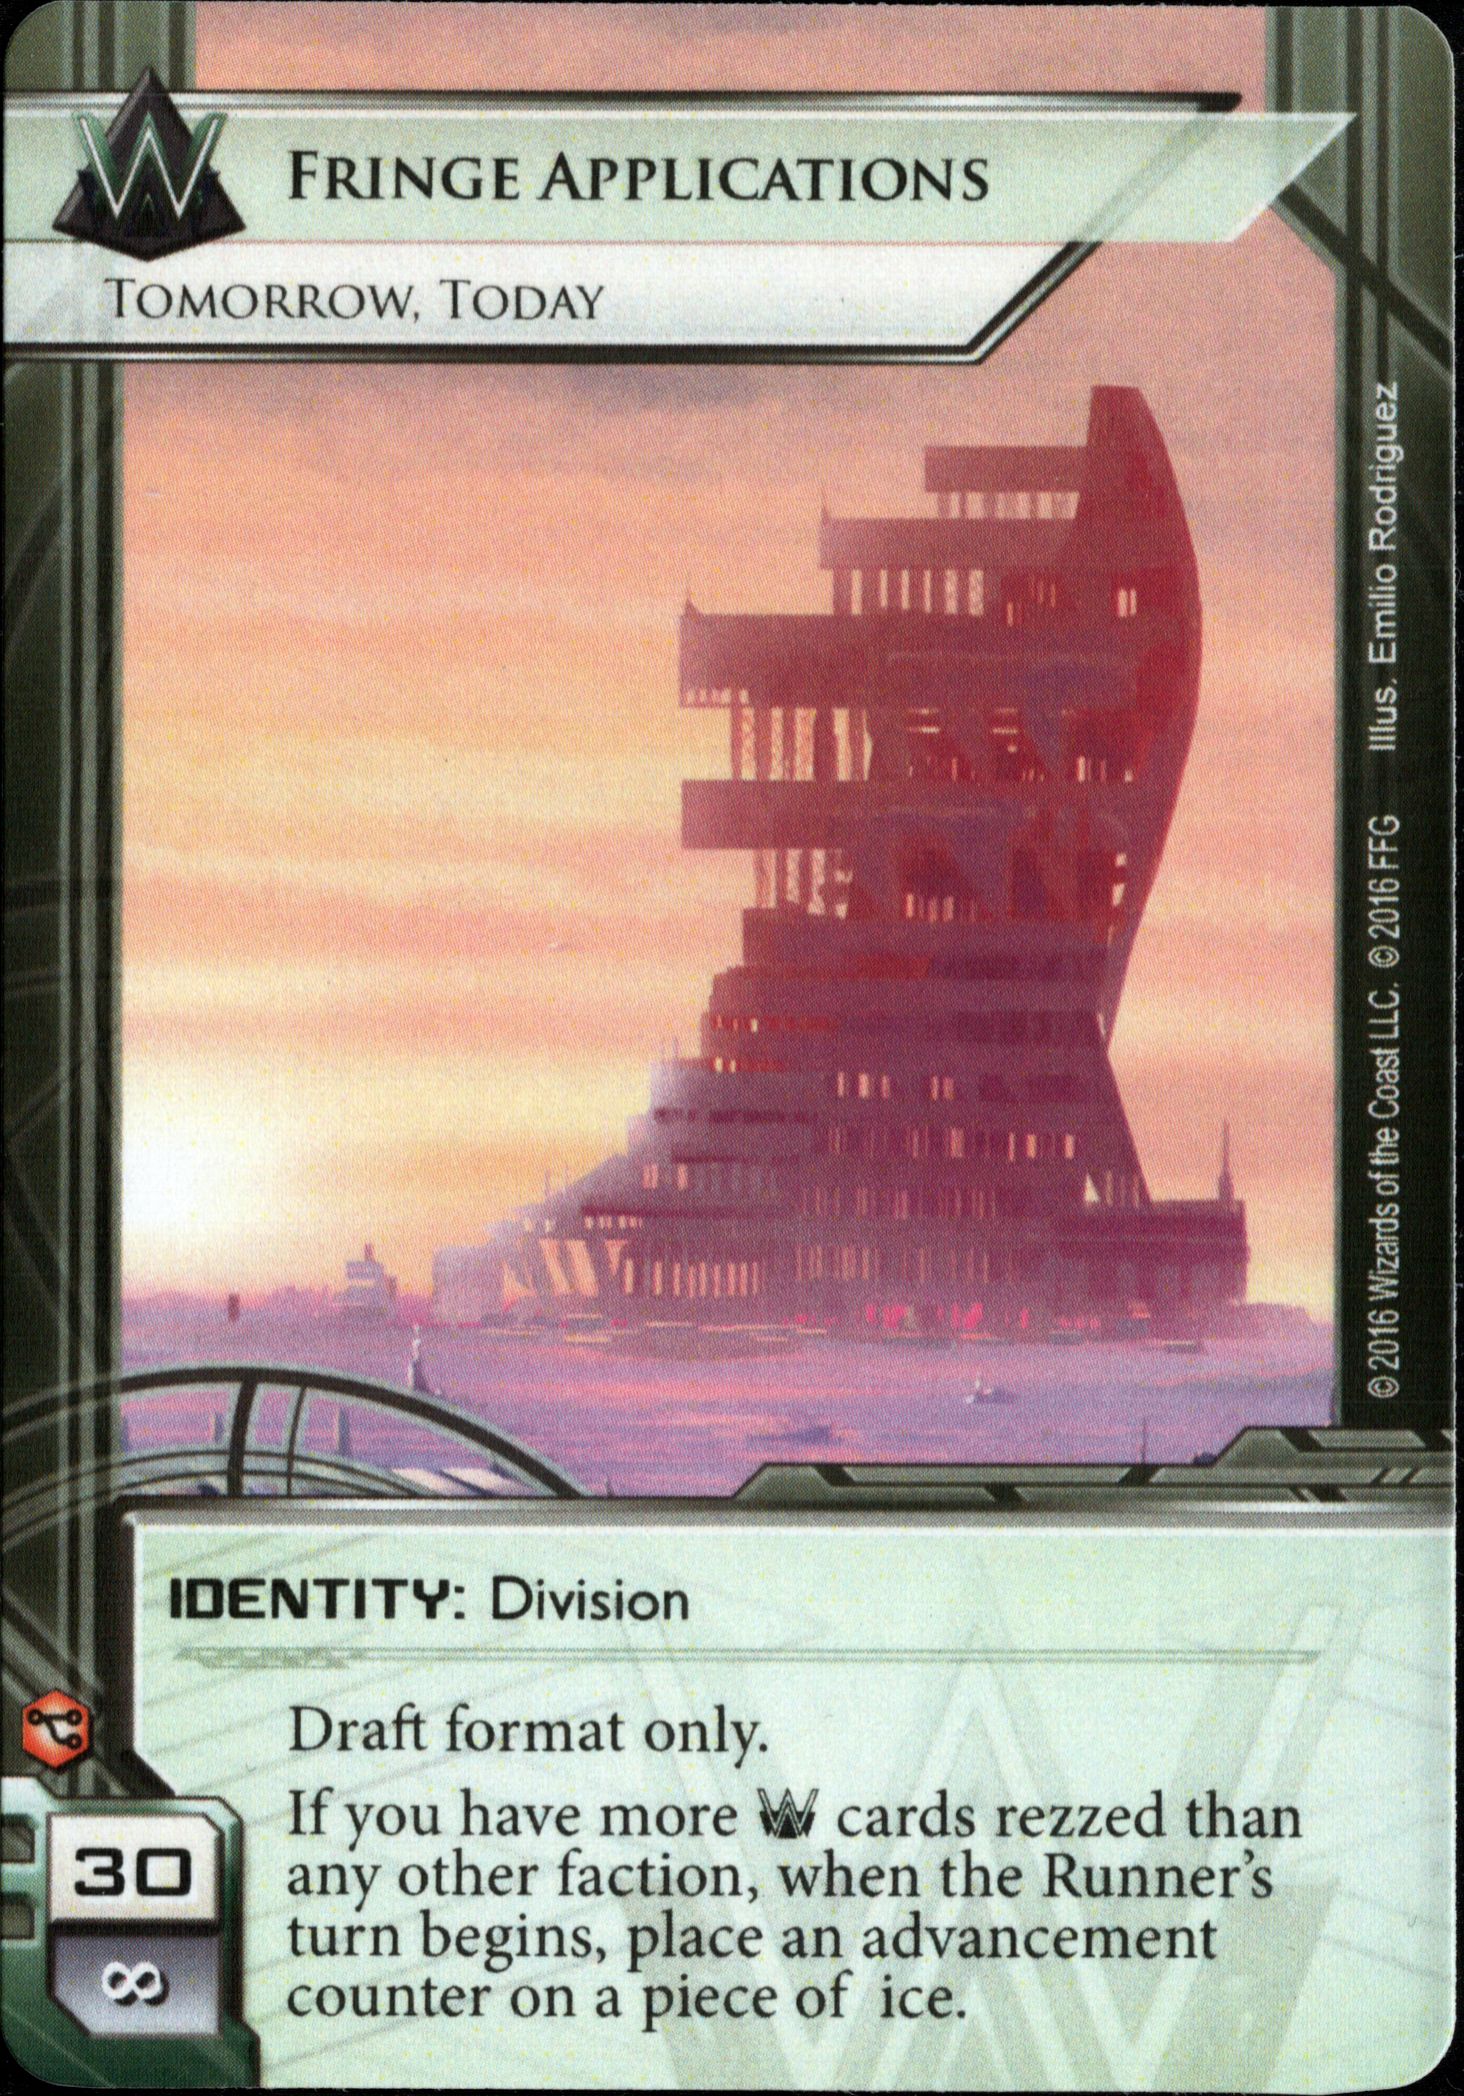 FRINGE APPLICATIONS
TOMORROW, TODAY
Illus. Emilio Rodriguez
© 2016 Wizards of the Coast LLC. © 2016 FFG
IDENTITY: Division
Draft format only.
If you have more W cards rezzed than
any other faction, when the Runner's
turn begins, place an advancement
counter on a piece of ice.
30
∞